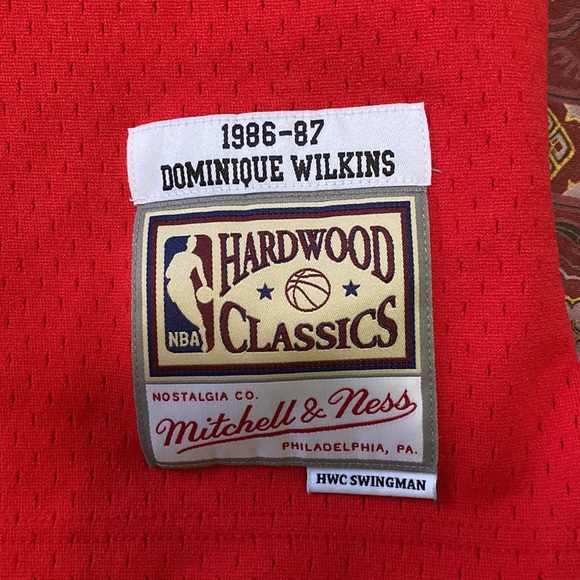 1986-87
DOMINIQUE WILKINS
HARDWOOD
CLASSICS
NBA
NOSTALGIA CO.
Mitchell & Ness
PHILADELPHIA, PA.
HWC SWINGMAN